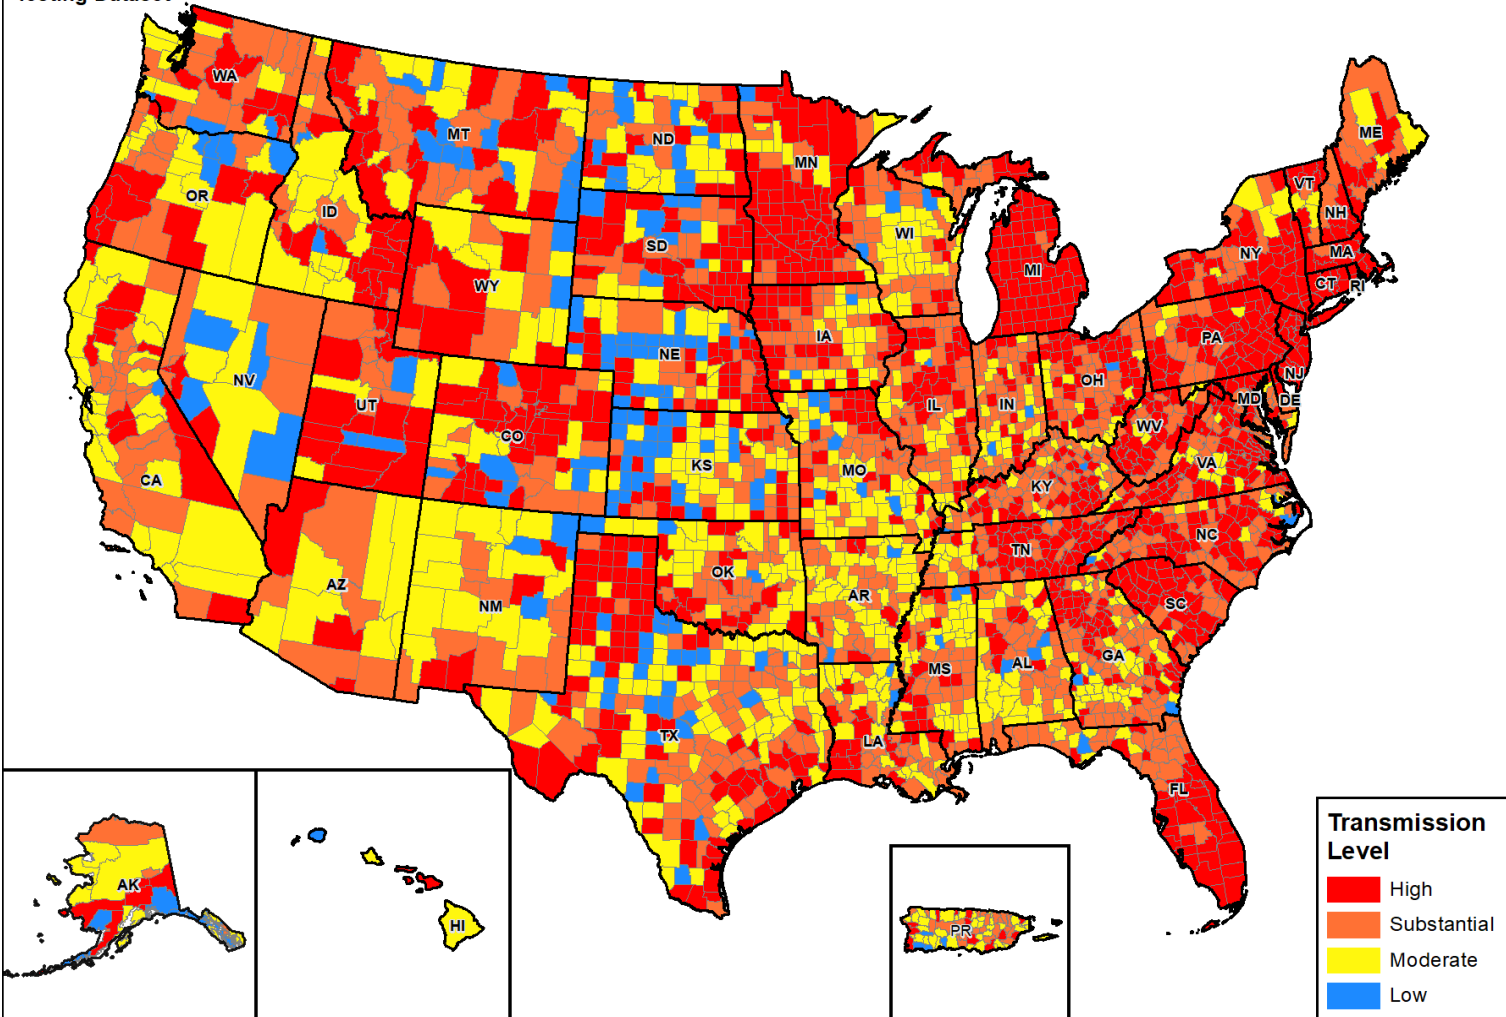 WA
MT
ND
MN
ME
OR
ID
SD
WI
VT
NH
NY
MA
MI
CT
RI
WY
IA
PA
NE
NV
UT
CO
IL
IN
OH
NJ
MD
DE
WV
CA
KS
MO
VA
KY
NC
TN
AZ
NM
OK
AR
SC
MS
AL
GA
TX
LA
FL
AK
HI
PR
Transmission
Level
High
Substantial
Moderate
Low